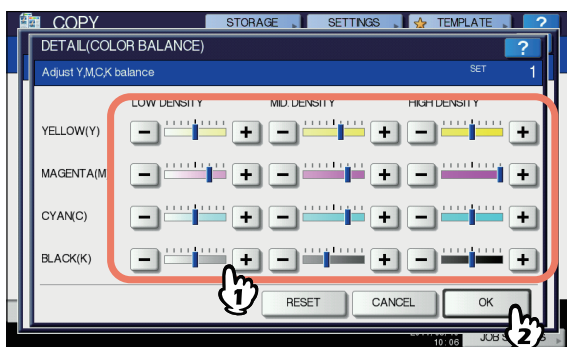 COPY STORAGE SETTINGS TEMPLATE ?
DETAIL(COLOR BALANCE) ?
Adjust Y,M,C,K balance SET 1
LOW DENSITY MID. DENSITY HIGH DENSITY
YELLOW(Y) - + - + - +
MAGENTA(M - + - + - +
CYAN(C) - + - + - +
BLACK(K) - + - + - +
1
RESET CANCEL OK
2
10:06 JOB S